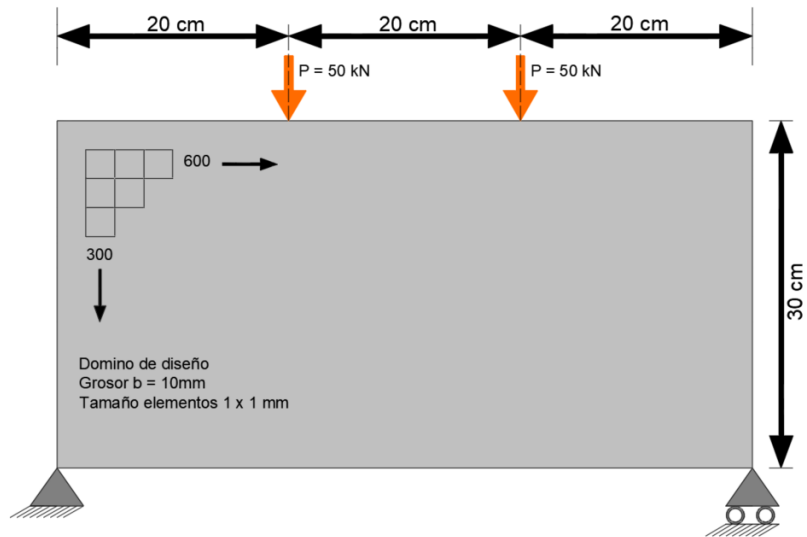 20 cm
20 cm
20 cm
P = 50 kN
P = 50 kN
600
300
30 cm
Domino de diseño
Grosor b = 10mm
Tamaño elementos 1 x 1 mm